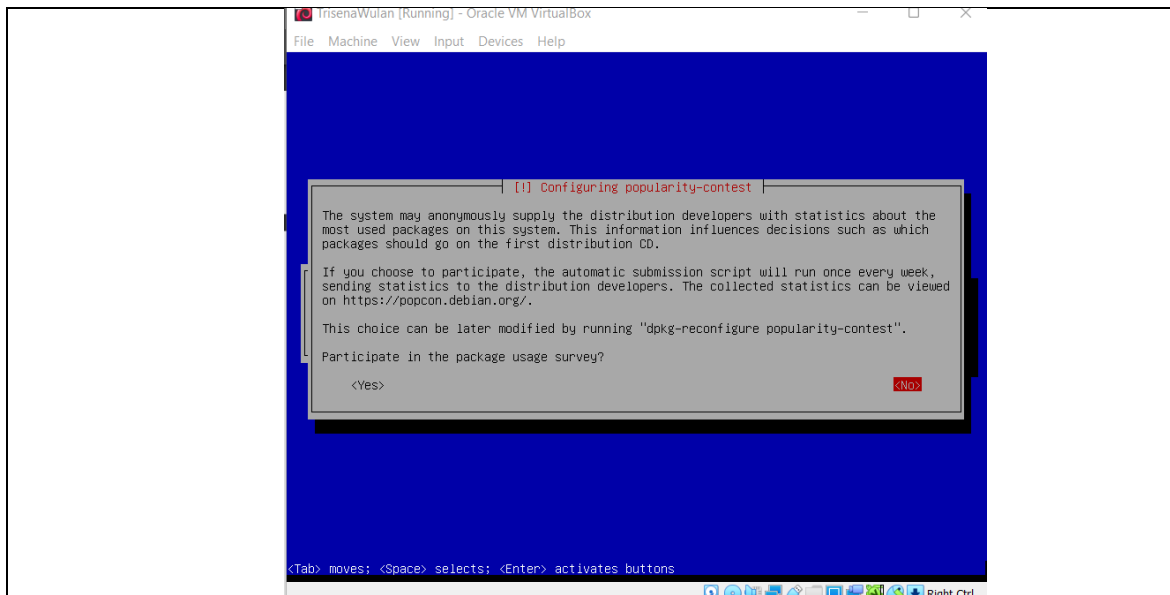 TrisenaWulan [Running] - Oracle VM VirtualBox
File Machine View Input Devices Help
[!] Configuring popularity-contest
The system may anonymously supply the distribution developers with statistics about the
most used packages on this system. This information influences decisions such as which
packages should go on the first distribution CD.
If you choose to participate, the automatic submission script will run once every week,
sending statistics to the distribution developers. The collected statistics can be viewed
on https://popcon.debian.org/.
This choice can be later modified by running "dpkg-reconfigure popularity-contest".
Participate in the package usage survey?
<Yes> <No>
<Tab> moves; <Space> selects; <Enter> activates buttons
Right Ctrl